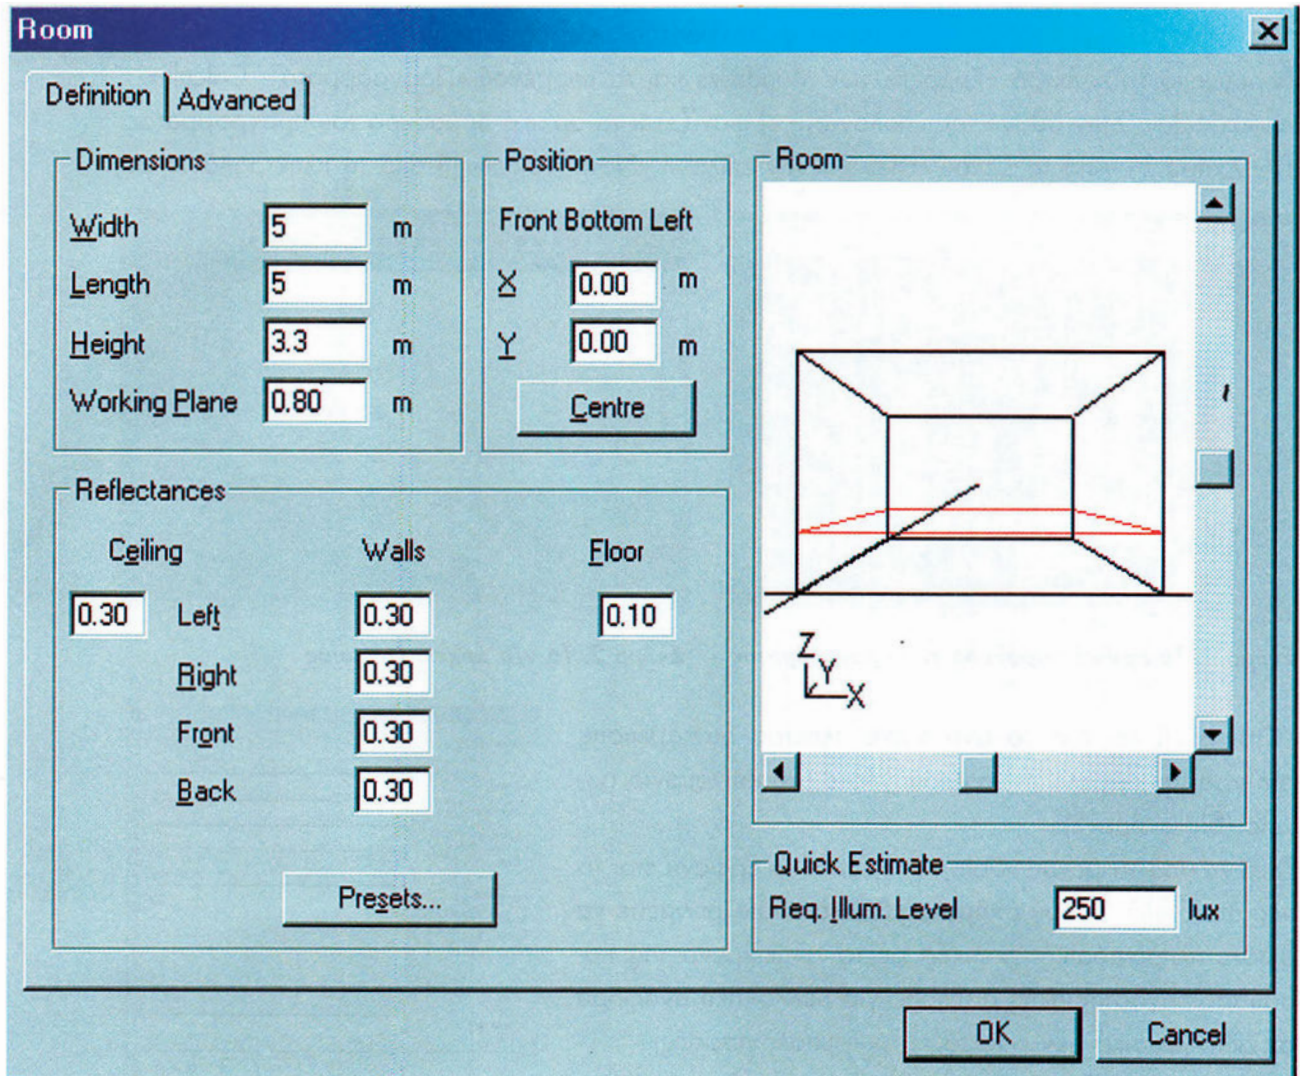 Room
Definition
Advanced
Dimensions
Width 5 m
Length 5 m
Height 3.3 m
Working Plane 0.80 m
Position
Front Bottom Left
X 0.00 m
Y 0.00 m
Centre
Reflectances
Ceiling Walls Floor
0.30 Left 0.30 0.10
Right 0.30
Front 0.30
Back 0.30
Presets...
Room
Z
Y
X
Quick Estimate
Req. Illum. Level 250 lux
OK
Cancel